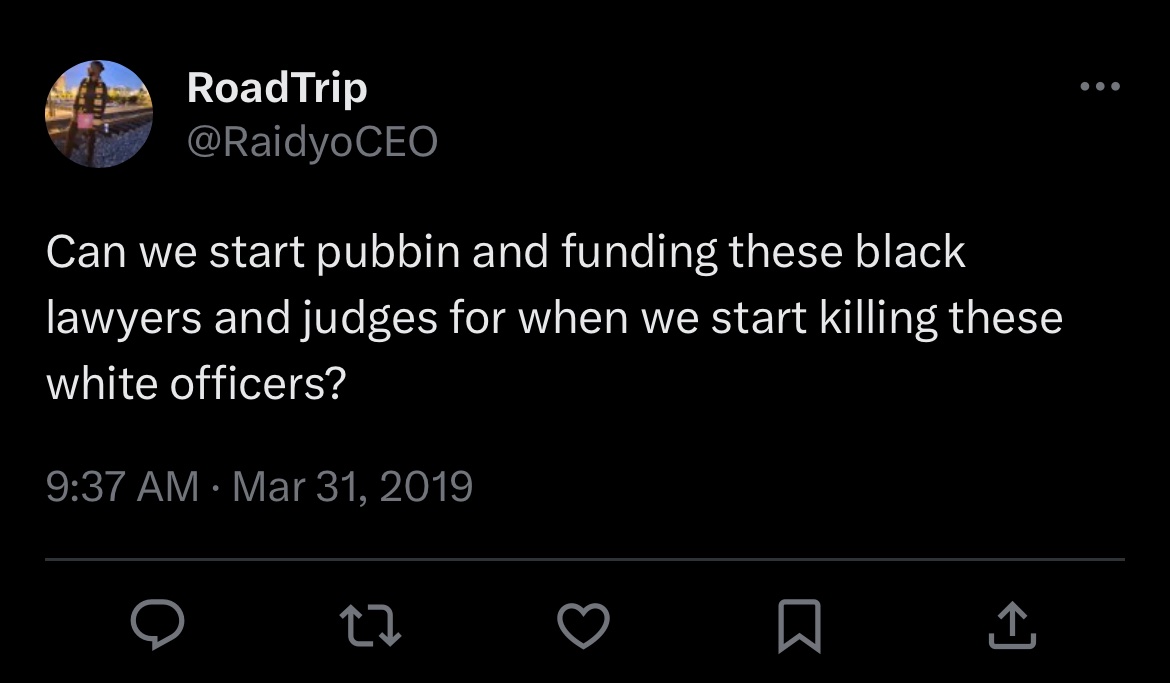 RoadTrip
@RaidyoCEO
Can we start pubbin and funding these black
lawyers and judges for when we start killing these
white officers?
9:37 AM · Mar 31, 2019